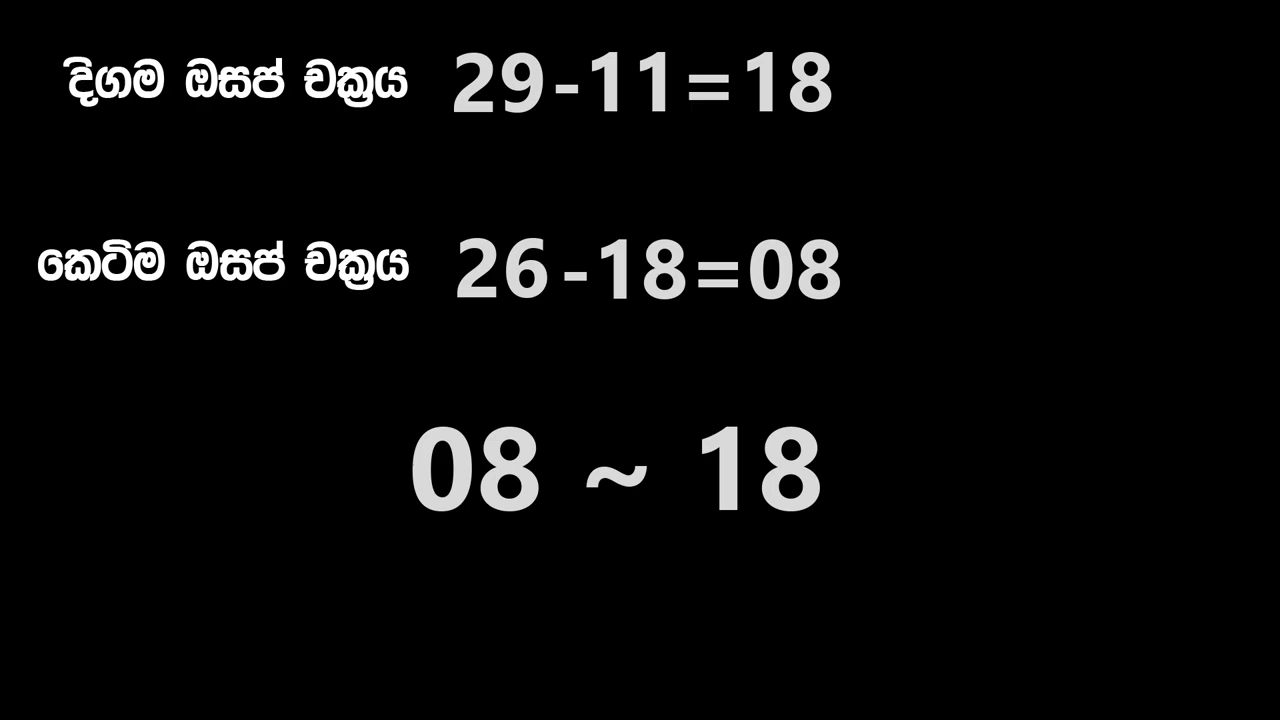 දිගම ඔසප් චක්‍රය 29-11=18
කෙටිම ඔසප් චක්‍රය 26-18=08
08 ~ 18